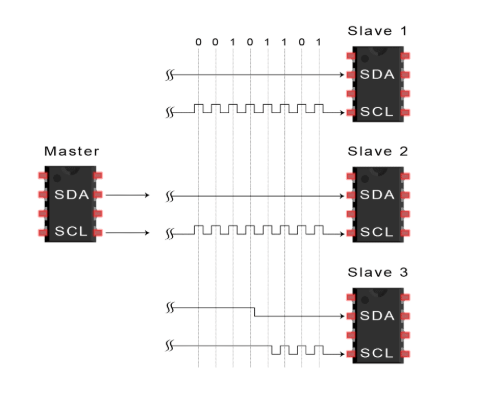 Slave 1
0 0 1 0 1 1 0 1
SDA
SCL
Master
SDA
SCL
Slave 2
SDA
SCL
Slave 3
SDA
SCL